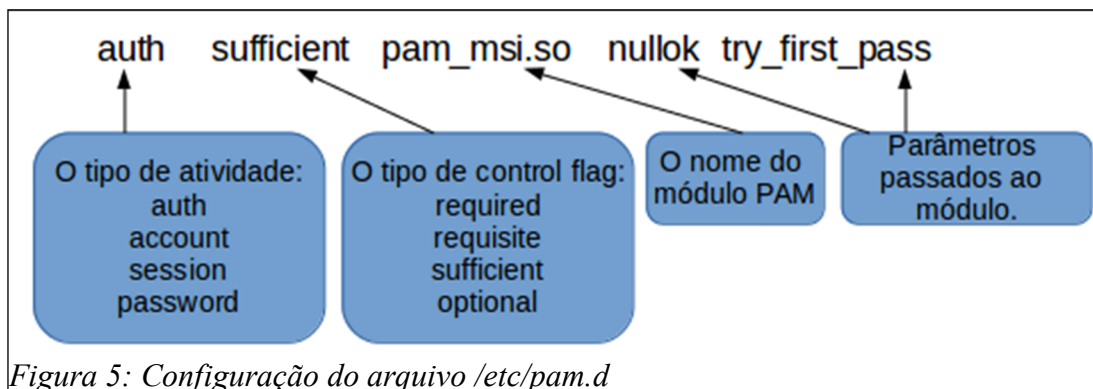 auth sufficient pam_msi.so nullok try_first_pass
O tipo de atividade:
auth
account
session
password
O tipo de control flag:
required
requisite
sufficient
optional
O nome do
módulo PAM
Parâmetros
passados ao
módulo.
Figura 5: Configuração do arquivo /etc/pam.d